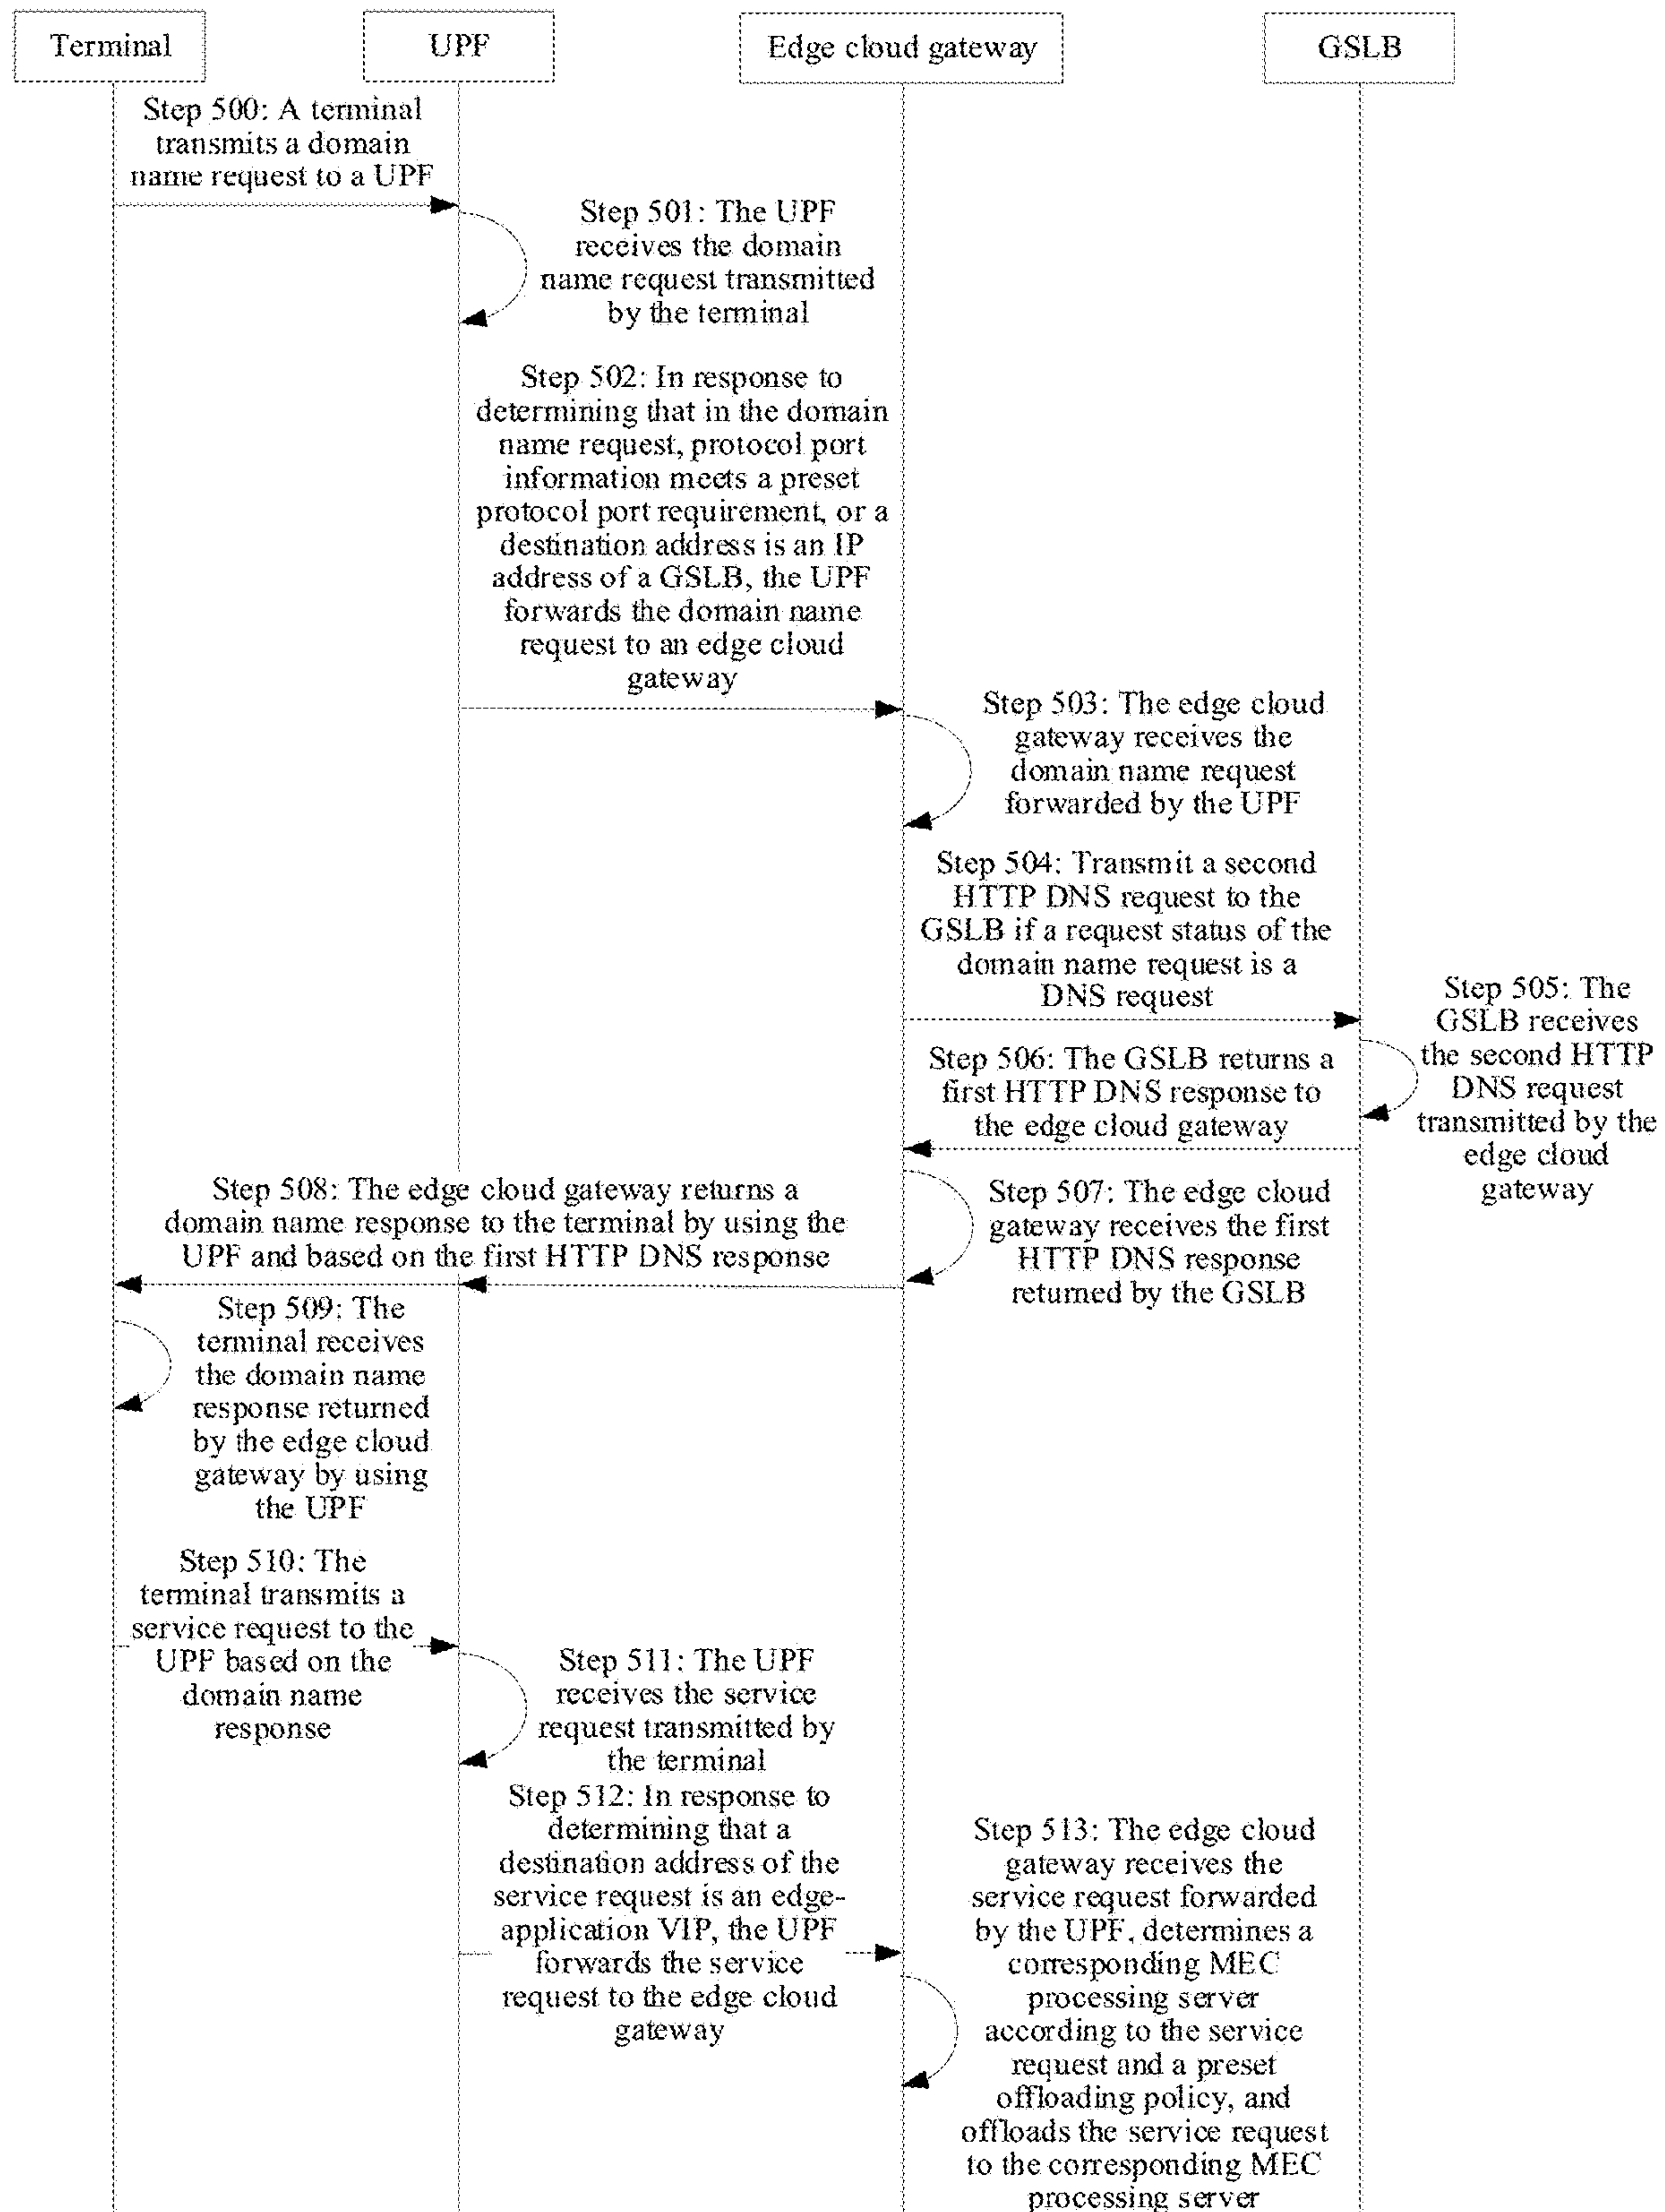 Terminal
UPF
Edge cloud gateway
GSLB
Step 500: A terminal
transmits a domain
name request to a UPF
Step 501: The UPF
receives the domain
name request transmitted
by the terminal
Step 502: In response to
determining that in the domain
name request, protocol port
information meets a preset
protocol port requirement, or a
destination address is an IP
address of a GSLB, the UPF
forwards the domain name
request to an edge cloud
gateway
Step 503: The edge cloud
gateway receives the
domain name request
forwarded by the UPF
Step 504: Transmit a second
HTTP DNS request to the
GSLB if a request status of the
domain name request is a
DNS request
Step 505: The
GSLB receives
the second HTTP
DNS request
transmitted by the
edge cloud
gateway
Step 506: The GSLB returns a
first HTTP DNS response to
the edge cloud gateway
Step 507: The edge cloud
gateway receives the first
HTTP DNS response
returned by the GSLB
Step 508: The edge cloud gateway returns a
domain name response to the terminal by using the
UPF and based on the first HTTP DNS response
Step 509: The
terminal receives
the domain name
response returned
by the edge cloud
gateway by using
the UPF
Step 510: The
terminal transmits a
service request to the
UPF based on the
domain name
response
Step 511: The UPF
receives the service
request transmitted by
the terminal
Step 512: In response to
determining that a
destination address of the
service request is an edge-
application VIP, the UPF
forwards the service
request to the edge cloud
gateway
Step 513: The edge cloud
gateway receives the
service request forwarded
by the UPF, determines a
corresponding MEC
processing server
according to the service
request and a preset
offloading policy, and
offloads the service request
to the corresponding MEC
processing server